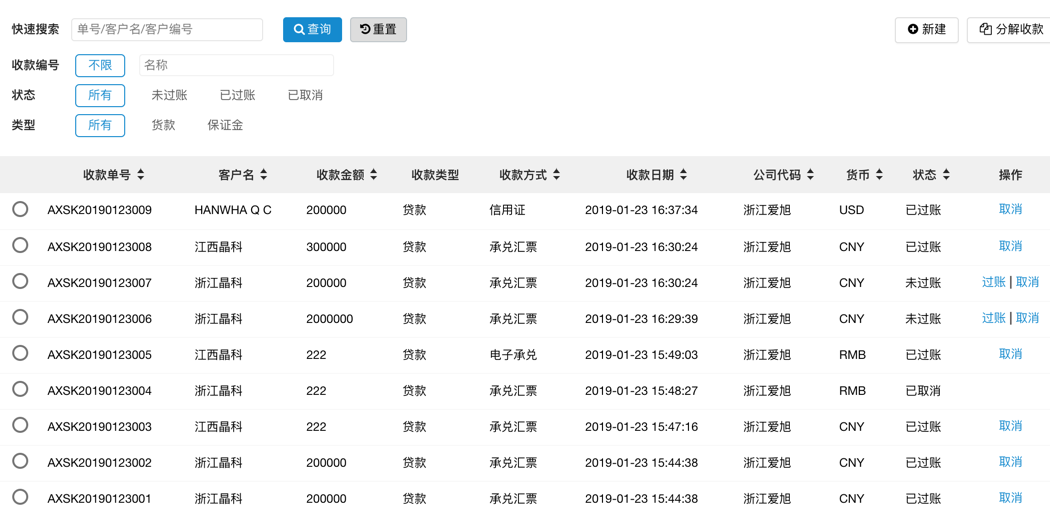 快速搜索 单号/客户名/客户编号 查询 重置 新建 分解收款
收款编号 不限 名称
状态 所有 未过账 已过账 已取消
类型 所有 货款 保证金
收款单号 客户名 收款金额 收款类型 收款方式 收款日期 公司代码 货币 状态 操作
AXSK20190123009 HANWHA Q C 200000 贷款 信用证 2019-01-23 16:37:34 浙江爱旭 USD 已过账 取消
AXSK20190123008 江西晶科 300000 贷款 承兑汇票 2019-01-23 16:30:24 浙江爱旭 CNY 已过账 取消
AXSK20190123007 浙江晶科 200000 贷款 承兑汇票 2019-01-23 16:30:24 浙江爱旭 CNY 未过账 过账 | 取消
AXSK20190123006 浙江晶科 2000000 贷款 承兑汇票 2019-01-23 16:29:39 浙江爱旭 CNY 未过账 过账 | 取消
AXSK20190123005 江西晶科 222 贷款 电子承兑 2019-01-23 15:49:03 浙江爱旭 RMB 已过账 取消
AXSK20190123004 浙江晶科 222 贷款 承兑汇票 2019-01-23 15:48:27 浙江爱旭 RMB 已取消
AXSK20190123003 江西晶科 222 贷款 承兑汇票 2019-01-23 15:47:16 浙江爱旭 CNY 已过账 取消
AXSK20190123002 浙江晶科 200000 贷款 承兑汇票 2019-01-23 15:44:38 浙江爱旭 CNY 已过账 取消
AXSK20190123001 浙江晶科 200000 贷款 承兑汇票 2019-01-23 15:44:38 浙江爱旭 CNY 已过账 取消